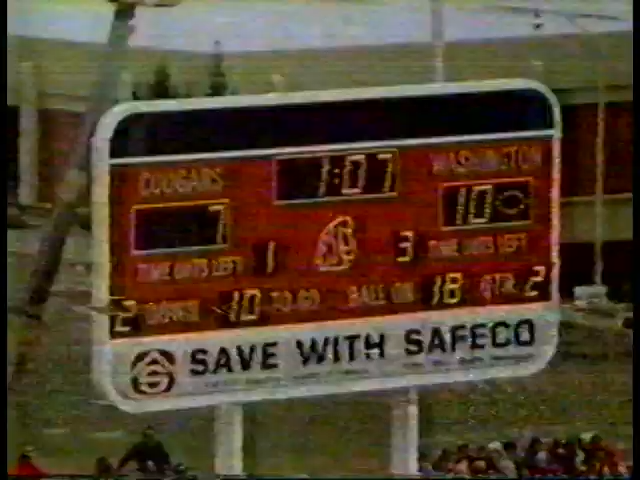 1:07
COUGARS WASHINGTON
7 10
TIME OUTS LEFT 1 3 TIME OUTS LEFT
2 DOWN 10 TO GO BALL ON 18 QTR 2
SAVE WITH SAFECO